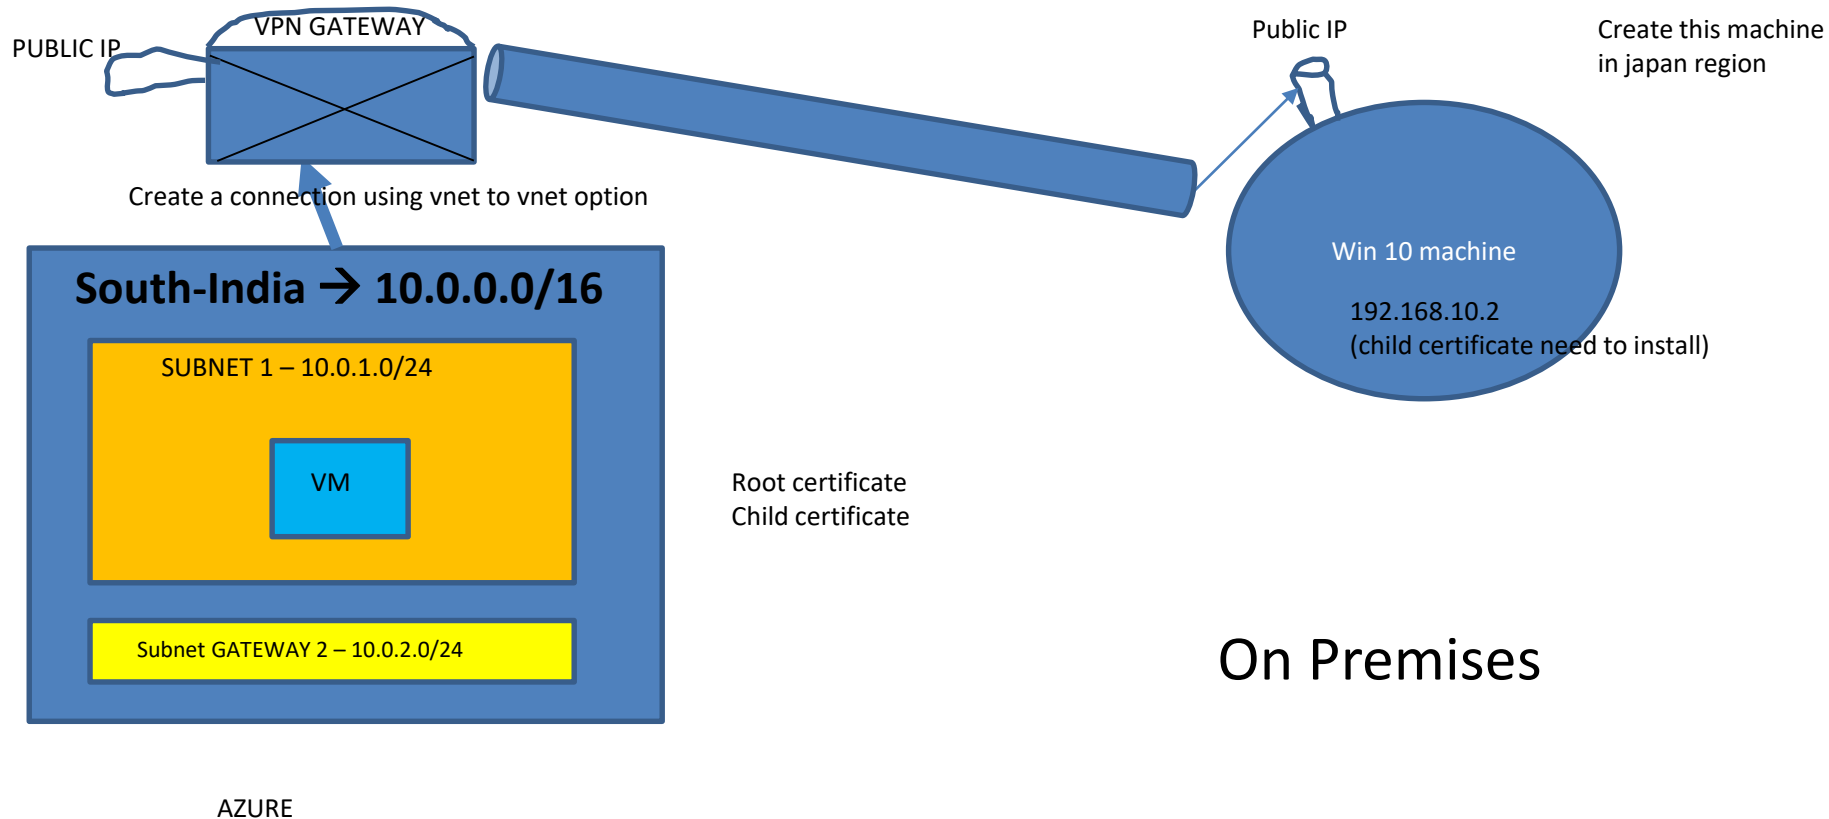 PUBLIC IP
VPN GATEWAY
Public IP
Create this machine
in japan region
Create a connection using vnet to vnet option
South-India → 10.0.0.0/16
SUBNET 1 – 10.0.1.0/24
VM
Subnet GATEWAY 2 – 10.0.2.0/24
AZURE
Root certificate
Child certificate
Win 10 machine
192.168.10.2
(child certificate need to install)
On Premises